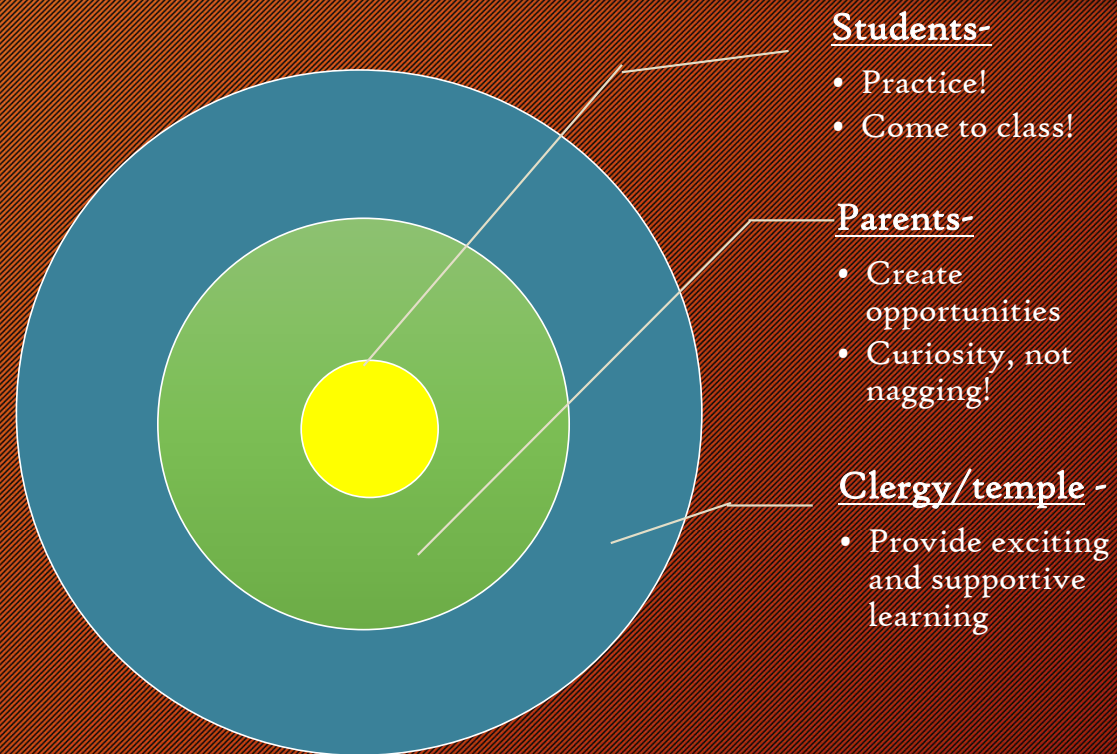 Students-
• Practice!
• Come to class!
Parents-
• Create
opportunities
• Curiosity, not
nagging!
Clergy/temple -
• Provide exciting
and supportive
learning